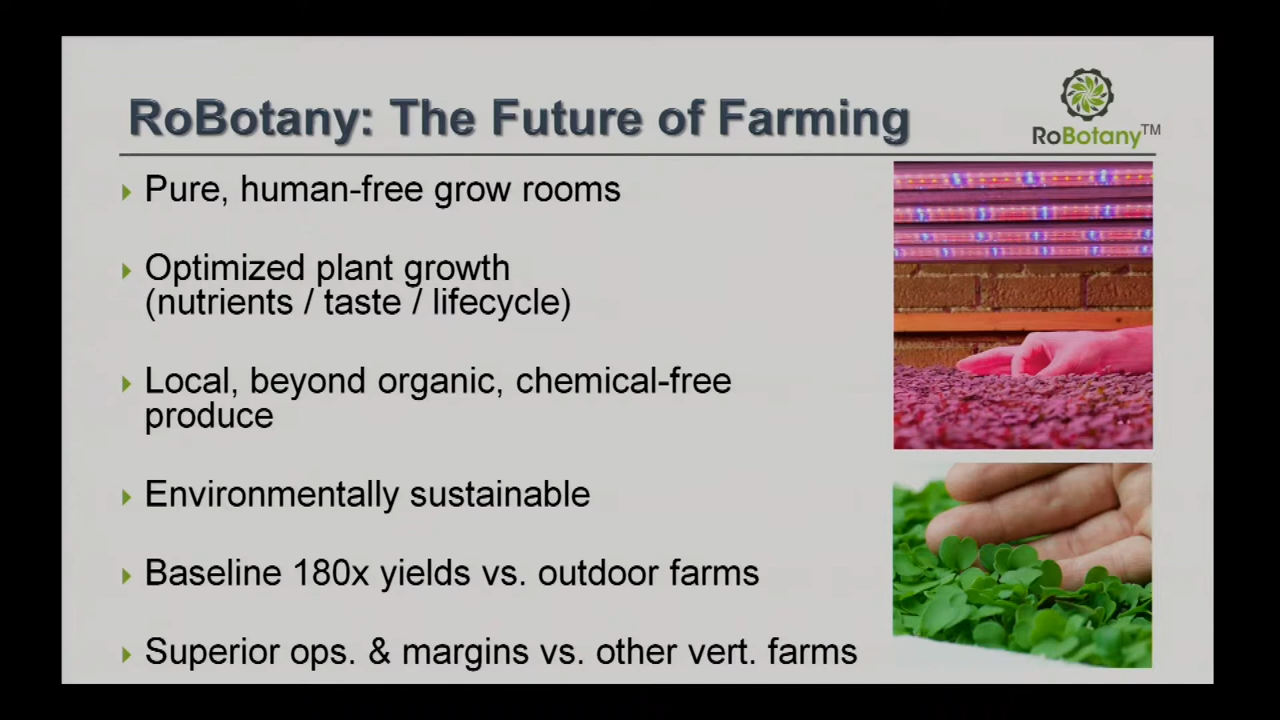 RoBotany: The Future of Farming
RoBotany™
Pure, human-free grow rooms
Optimized plant growth
(nutrients / taste / lifecycle)
Local, beyond organic, chemical-free
produce
Environmentally sustainable
Baseline 180x yields vs. outdoor farms
Superior ops. & margins vs. other vert. farms